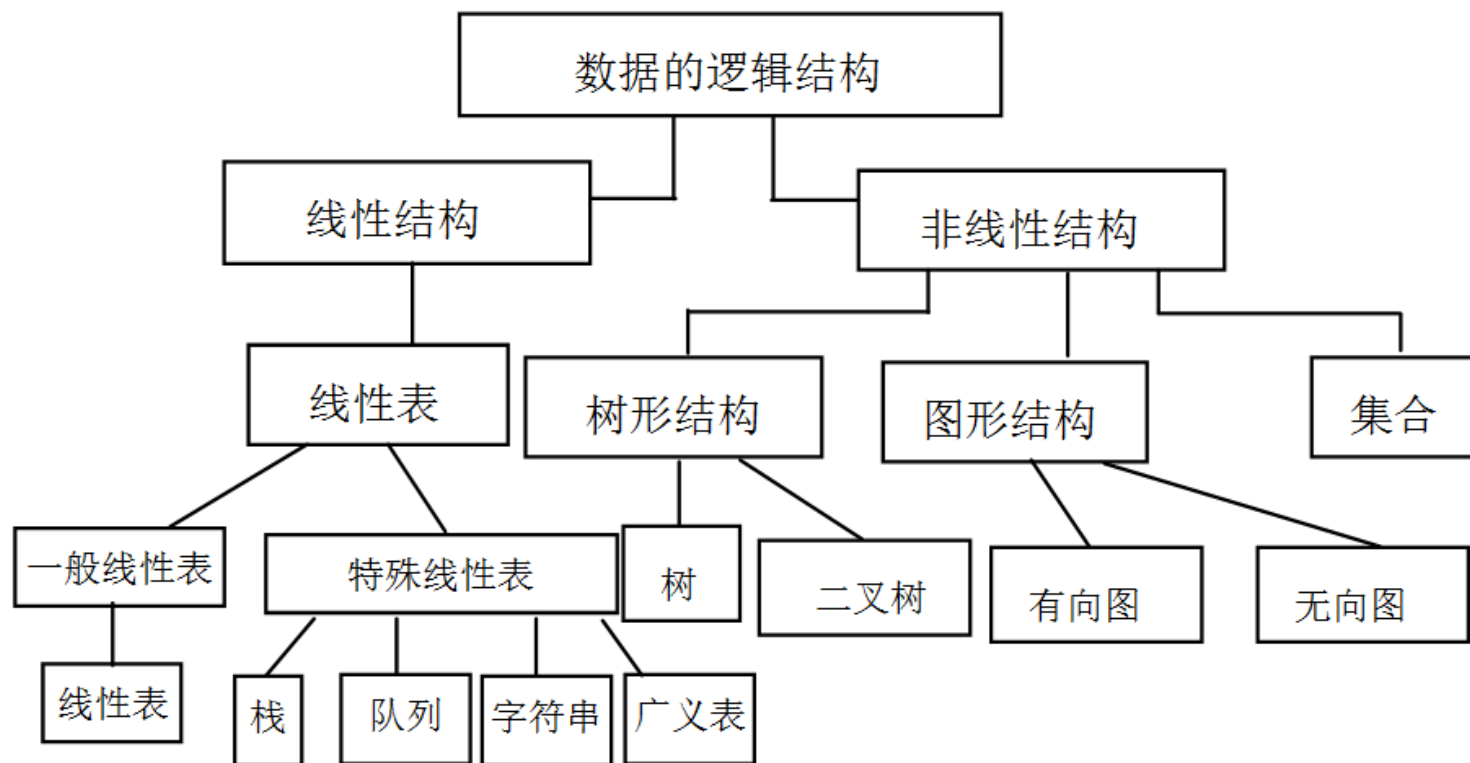 数据的逻辑结构
线性结构
非线性结构
线性表
树形结构
图形结构
集合
一般线性表
特殊线性表
树
二叉树
有向图
无向图
线性表
栈
队列
字符串
广义表